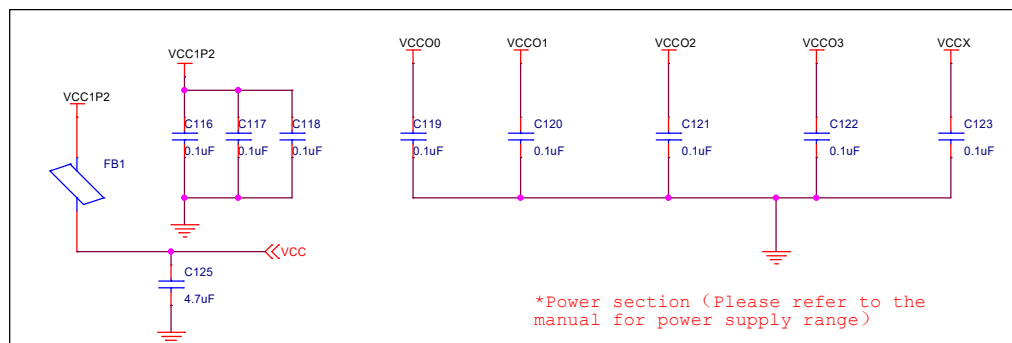 VCCO0
VCCO1
VCCO2
VCCO3
VCCX
VCC1P2
VCC1P2
C116
C117
C118
C119
C120
C121
C122
C123
0.1uF
0.1uF
0.1uF
0.1uF
0.1uF
0.1uF
0.1uF
0.1uF
FB1
VCC
C125
4.7uF
*Power section（Please refer to the
manual for power supply range）